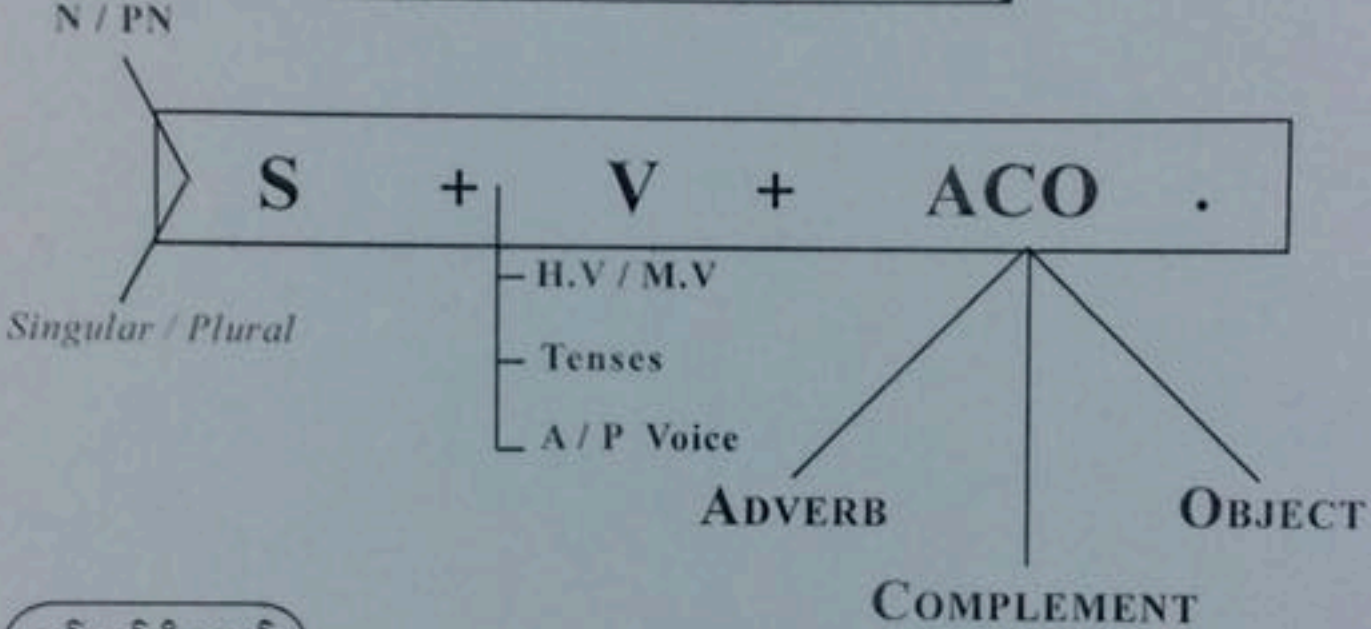 N / PN
S + V + ACO .
H.V / M.V
Singular / Plural
Tenses
A / P Voice
ADVERB
OBJECT
COMPLEMENT